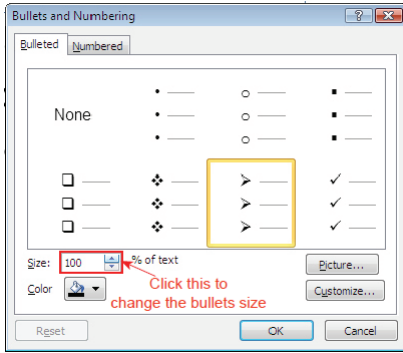 Bullets and Numbering
Bulleted Numbered
None
Size: 100 % of text
Picture...
Click this to
change the bullets size
Color
Customize...
Reset OK Cancel